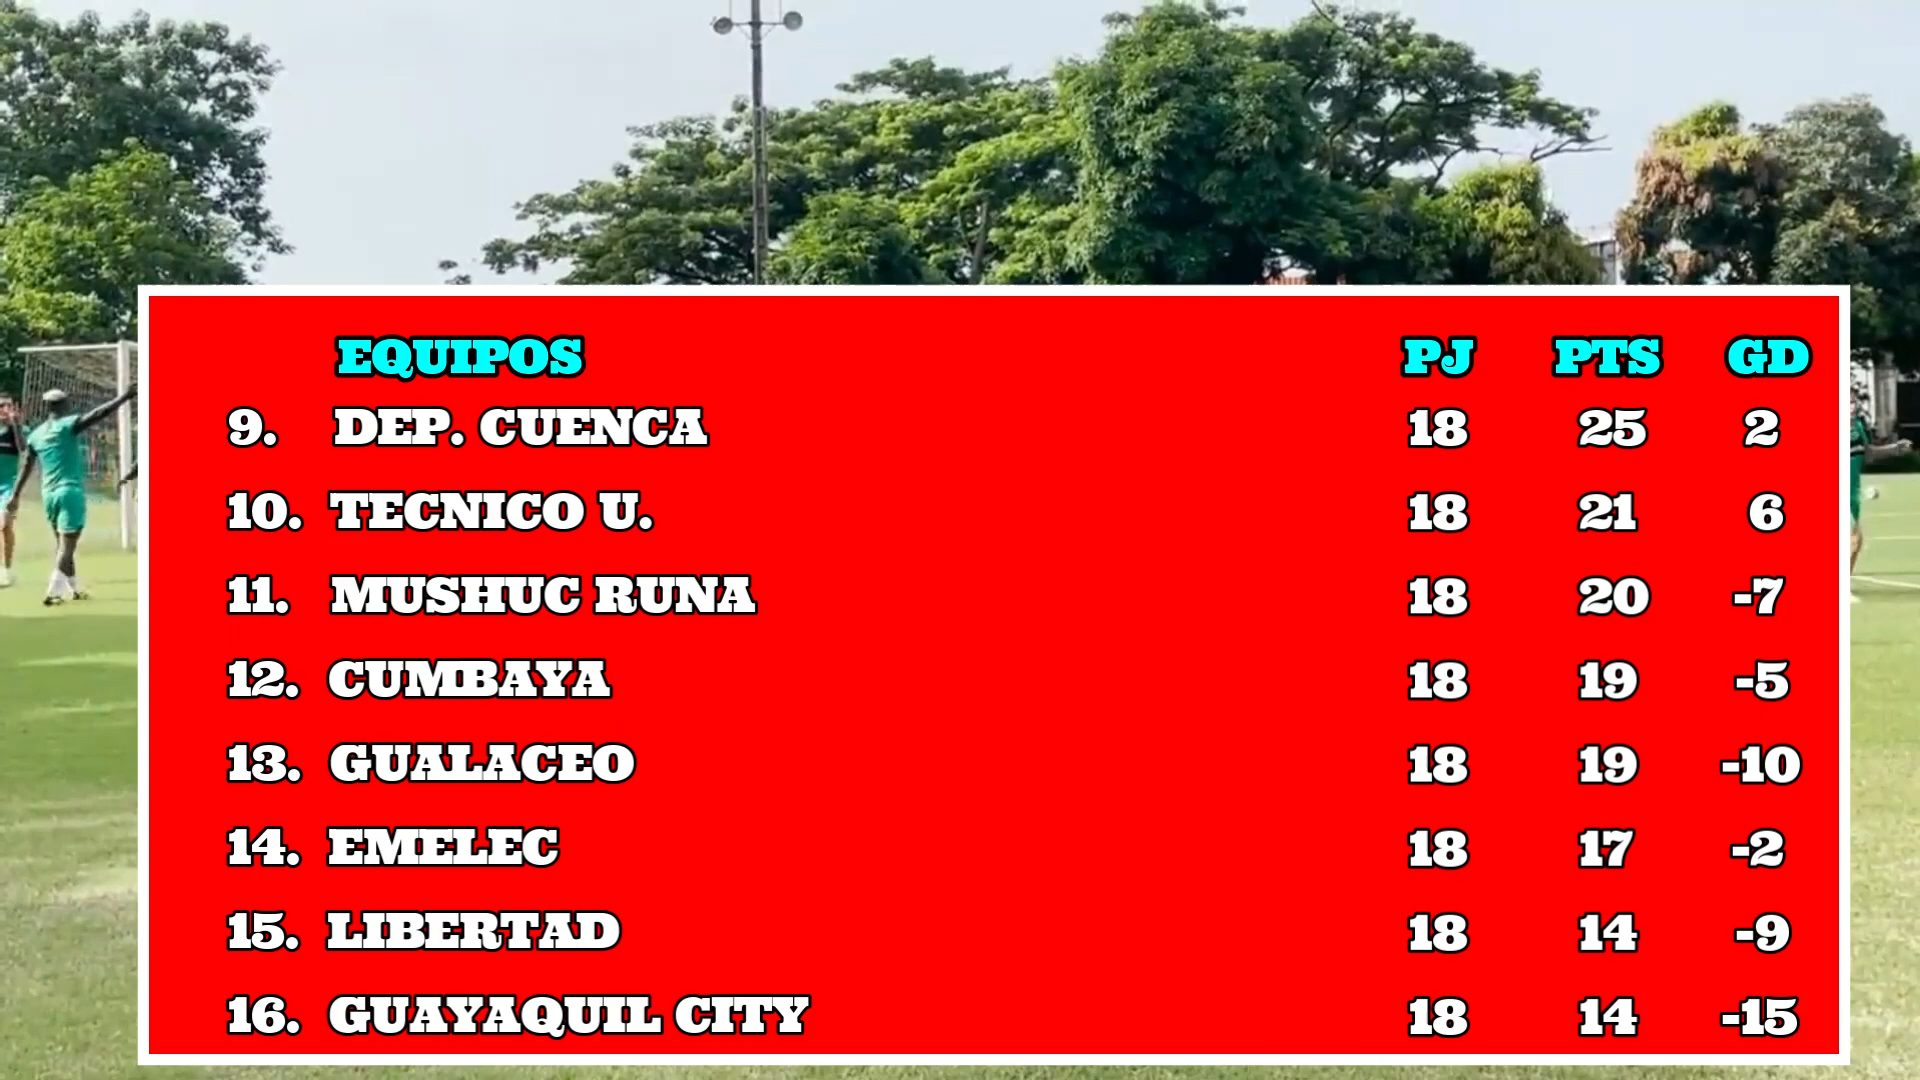 EQUIPOS PJ PTS GD
9. DEP. CUENCA 18 25 2
10. TECNICO U. 18 21 6
11. MUSHUC RUNA 18 20 -7
12. CUMBAYA 18 19 -5
13. GUALACEO 18 19 -10
14. EMELEC 18 17 -2
15. LIBERTAD 18 14 -9
16. GUAYAQUIL CITY 18 14 -15